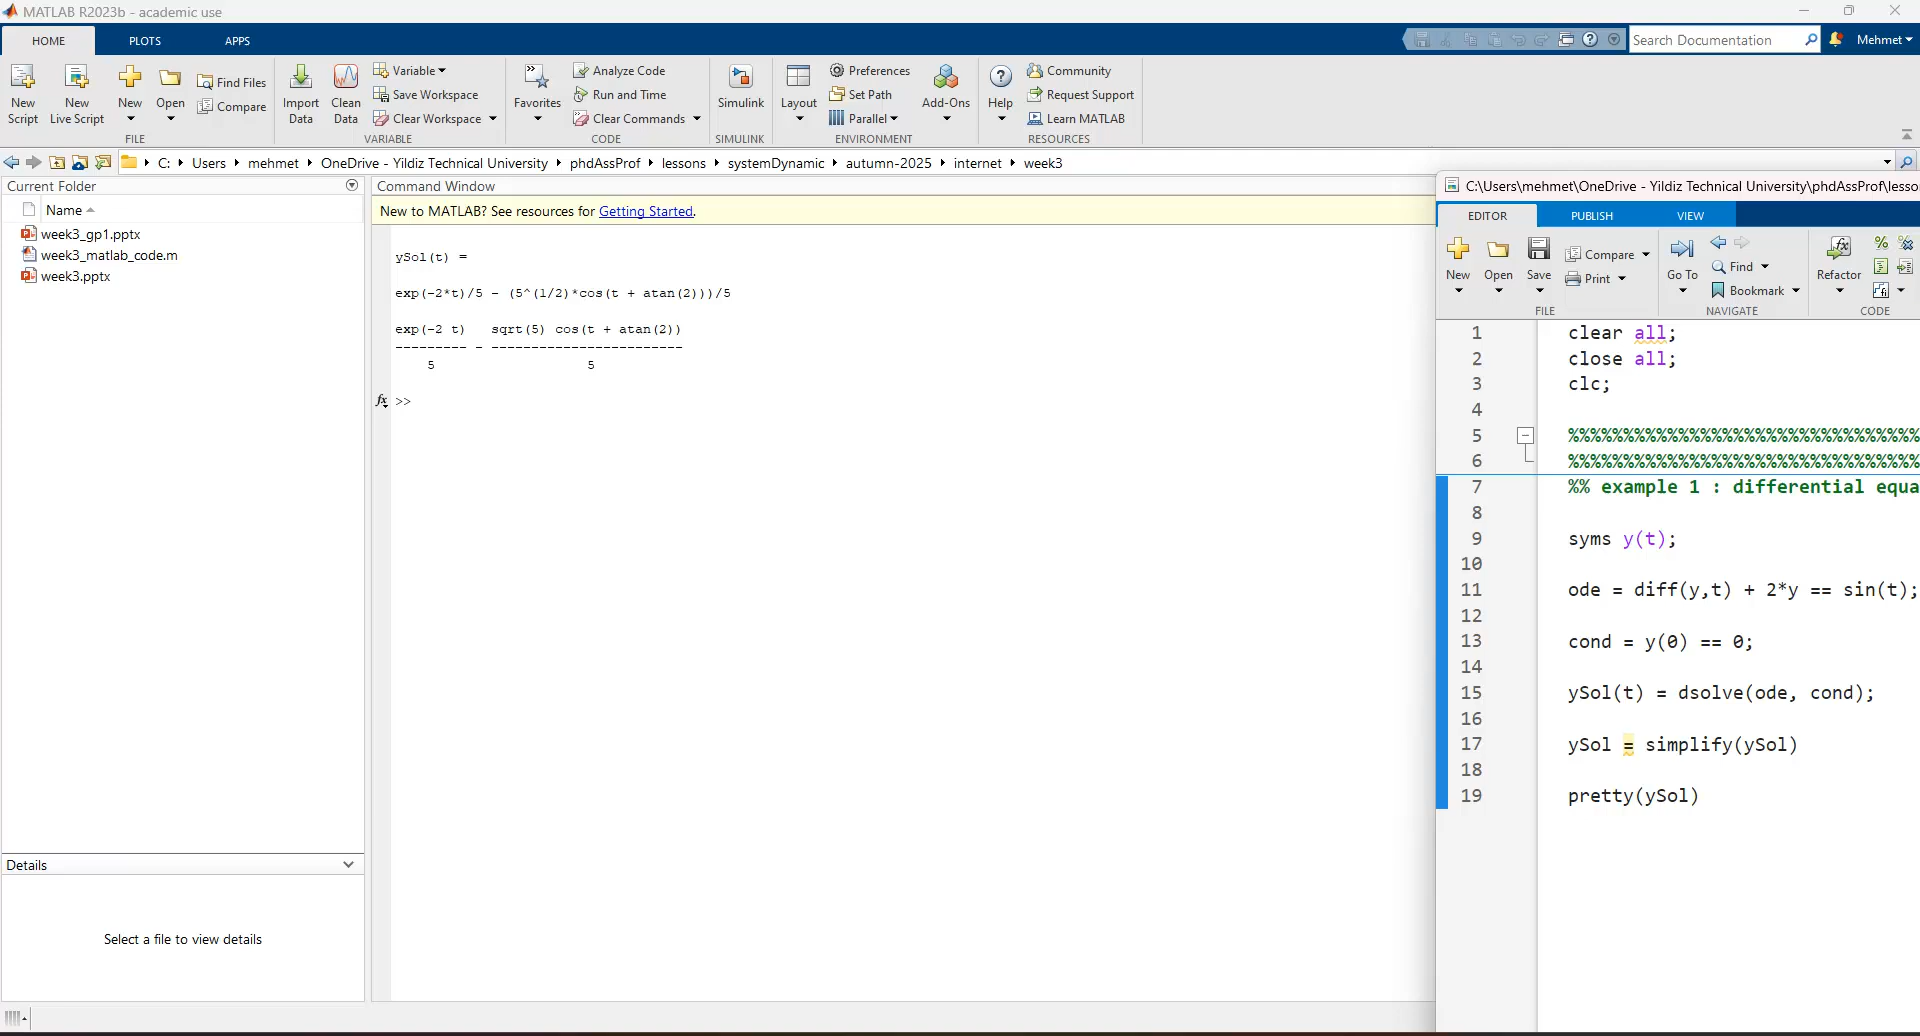 MATLAB R2023b - academic use
HOME PLOTS APPS
Search Documentation Mehmet
New Script
New Live Script
New
Open
Find Files
Compare
FILE
Import Data
Clean Data
Variable
Save Workspace
Clear Workspace
VARIABLE
Favorites
Analyze Code
Run and Time
Clear Commands
CODE
Simulink
SIMULINK
Layout
Preferences
Set Path
Parallel
Add-Ons
ENVIRONMENT
Help
Community
Request Support
Learn MATLAB
RESOURCES
C: Users mehmet OneDrive - Yildiz Technical University phdAssProf lessons systemDynamic autumn-2025 internet week3
Current Folder
Name
week3_gp1.pptx
week3_matlab_code.m
week3.pptx
Details
Select a file to view details
Command Window
New to MATLAB? See resources for Getting Started.
ySol(t) =
exp(-2*t)/5 - (5^(1/2)*cos(t + atan(2)))/5
exp(-2 t)   sqrt(5) cos(t + atan(2))
--------- - ------------------------
5 5
fx >>
C:\Users\mehmet\OneDrive - Yildiz Technical University\phdAssProf\lesso
EDITOR PUBLISH VIEW
New
Open
Save
Compare
Print
FILE
Go To
Find
Bookmark
NAVIGATE
Refactor
CODE
1 clear all;
2 close all;
3 clc;
4
5 %%%%%%%%%%%%%%%%%%%%%%%%%%%%%%%%
6 %%%%%%%%%%%%%%%%%%%%%%%%%%%%%%%%
7 %% example 1 : differential equa
8
9 syms y(t);
10
11 ode = diff(y,t) + 2*y == sin(t);
12
13 cond = y(0) == 0;
14
15 ySol(t) = dsolve(ode, cond);
16
17 ySol = simplify(ySol)
18
19 pretty(ySol)